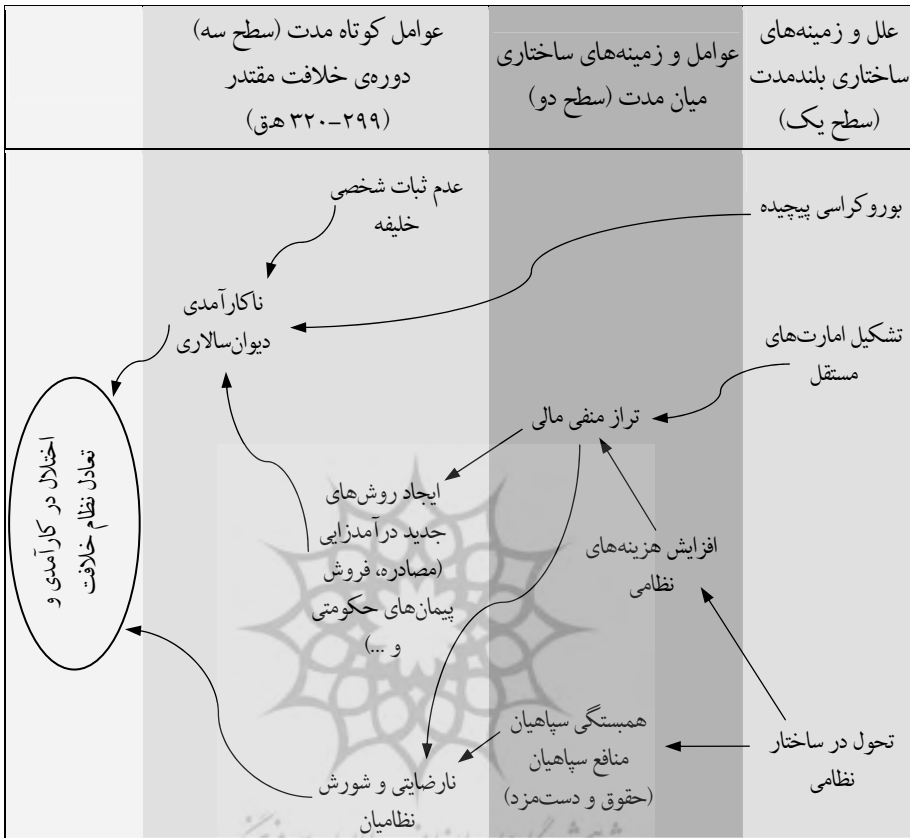 علل و زمینه‌های
ساختاری بلندمدت
(سطح یک)
عوامل و زمینه‌های ساختاری
میان مدت (سطح دو)
عوامل کوتاه مدت (سطح سه)
دوره‌ی خلافت مقتدر
(۲۹۹-۳۲۰ هـق)
بوروکراسی پیچیده
تشکیل امارت‌های
مستقل
تحول در ساختار
نظامی
تراز منفی مالی
افزایش هزینه‌های
نظامی
همبستگی سپاهیان
منافع سپاهیان
(حقوق و دست‌مزد)
عدم ثبات شخصی
خلیفه
ناکارآمدی
دیوان‌سالاری
ایجاد روش‌های
جدید درآمدزایی
(مصادره، فروش
پیمان‌های حکومتی
و ...)
نارضایتی و شورش
نظامیان
اختلال در کارآمدی و
تعادل نظام خلافت